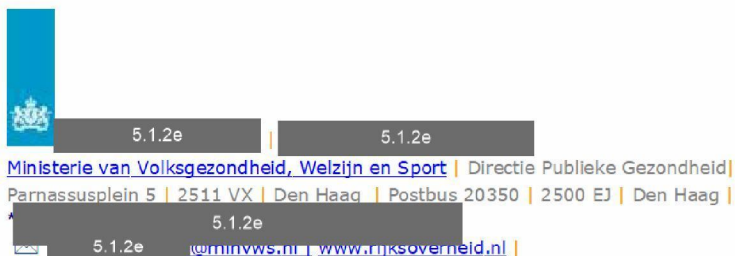 5.1.2e | 5.1.2e
Ministerie van Volksgezondheid, Welzijn en Sport | Directie Publieke Gezondheid|
Parnassusplein 5 | 2511 VX | Den Haag | Postbus 20350 | 2500 EJ | Den Haag |
* 5.1.2e
5.1.2e @minvws.nl | www.rijksoverheid.nl |